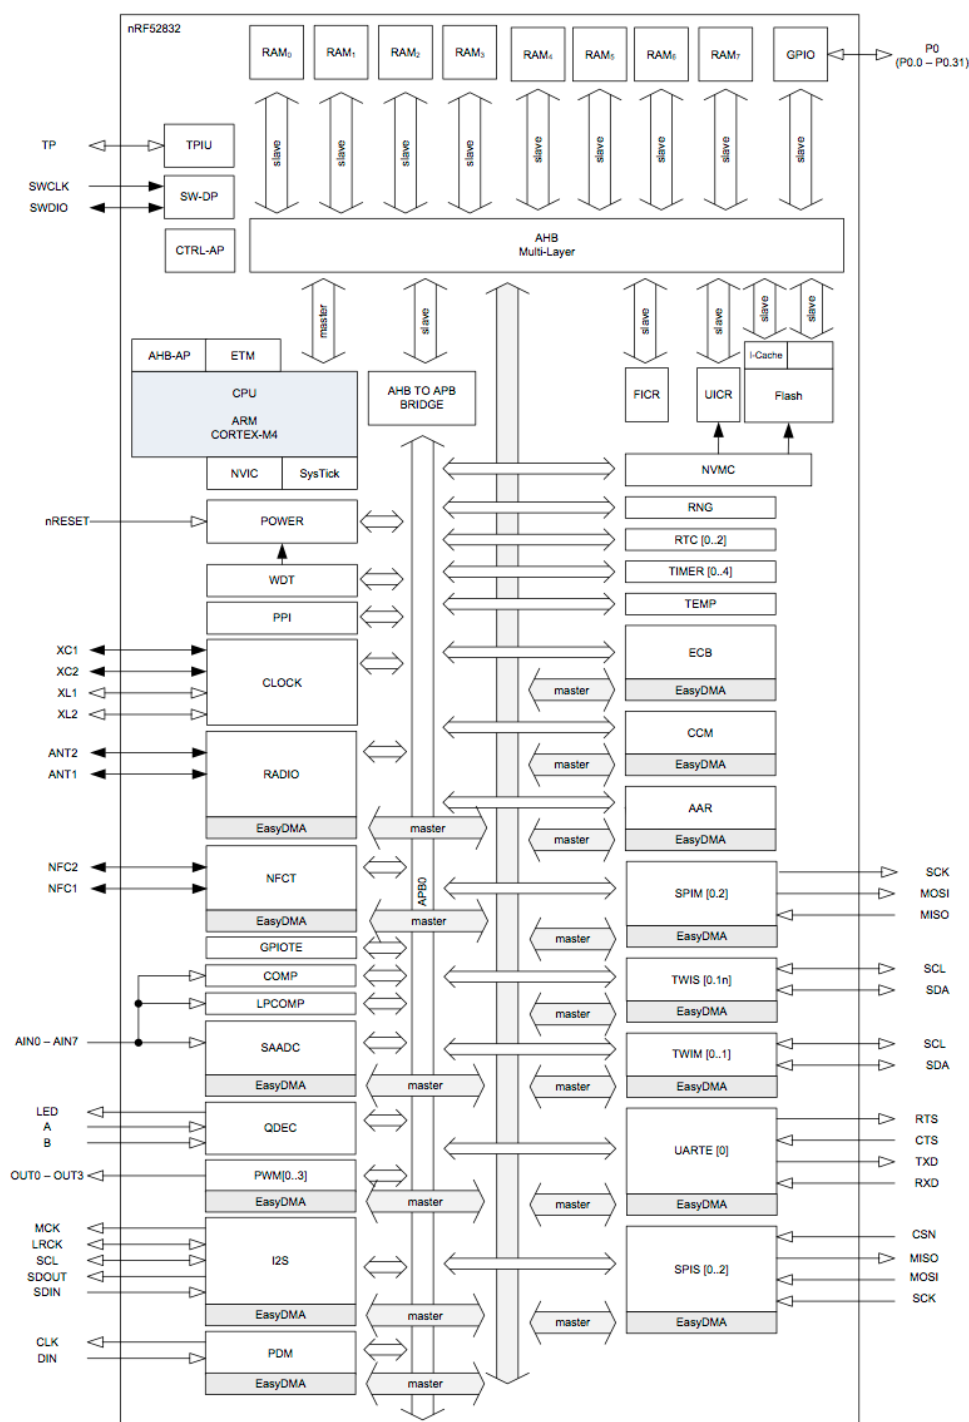 nRF52832
RAM0
RAM1
RAM2
RAM3
RAM4
RAM5
RAM6
RAM7
GPIO
P0
(P0.0 – P0.31)
slave
slave
slave
slave
slave
slave
slave
slave
slave
TP
TPIU
SWCLK
SWDIO
SW-DP
CTRL-AP
AHB
Multi-Layer
master
slave
slave
slave
slave
slave
AHB-AP
ETM
CPU
ARM
CORTEX-M4
NVIC
SysTick
AHB TO APB
BRIDGE
FICR
UICR
I-Cache
Flash
NVMC
nRESET
POWER
RNG
RTC [0..2]
WDT
TIMER [0..4]
PPI
TEMP
XC1
XC2
XL1
XL2
CLOCK
ECB
master
EasyDMA
ANT2
ANT1
RADIO
EasyDMA
master
CCM
master
EasyDMA
AAR
master
EasyDMA
NFC2
NFC1
NFCT
EasyDMA
master
APB0
SPIM [0.2]
master
EasyDMA
SCK
MOSI
MISO
GPIOTE
COMP
LPCOMP
AIN0 – AIN7
SAADC
EasyDMA
master
TWIS [0.1n]
master
EasyDMA
SCL
SDA
TWIM [0..1]
master
EasyDMA
SCL
SDA
LED
A
B
QDEC
OUT0 – OUT3
PWM[0..3]
EasyDMA
master
UARTE [0]
master
EasyDMA
RTS
CTS
TXD
RXD
MCK
LRCK
SCL
SDOUT
SDIN
I2S
EasyDMA
master
SPIS [0..2]
master
EasyDMA
CSN
MISO
MOSI
SCK
CLK
DIN
PDM
EasyDMA
master